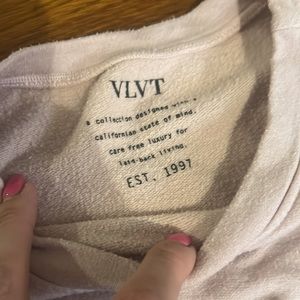 VLVT
a collection designed with a
californian state of mind.
care free luxury for
laid-back living.
EST. 1997